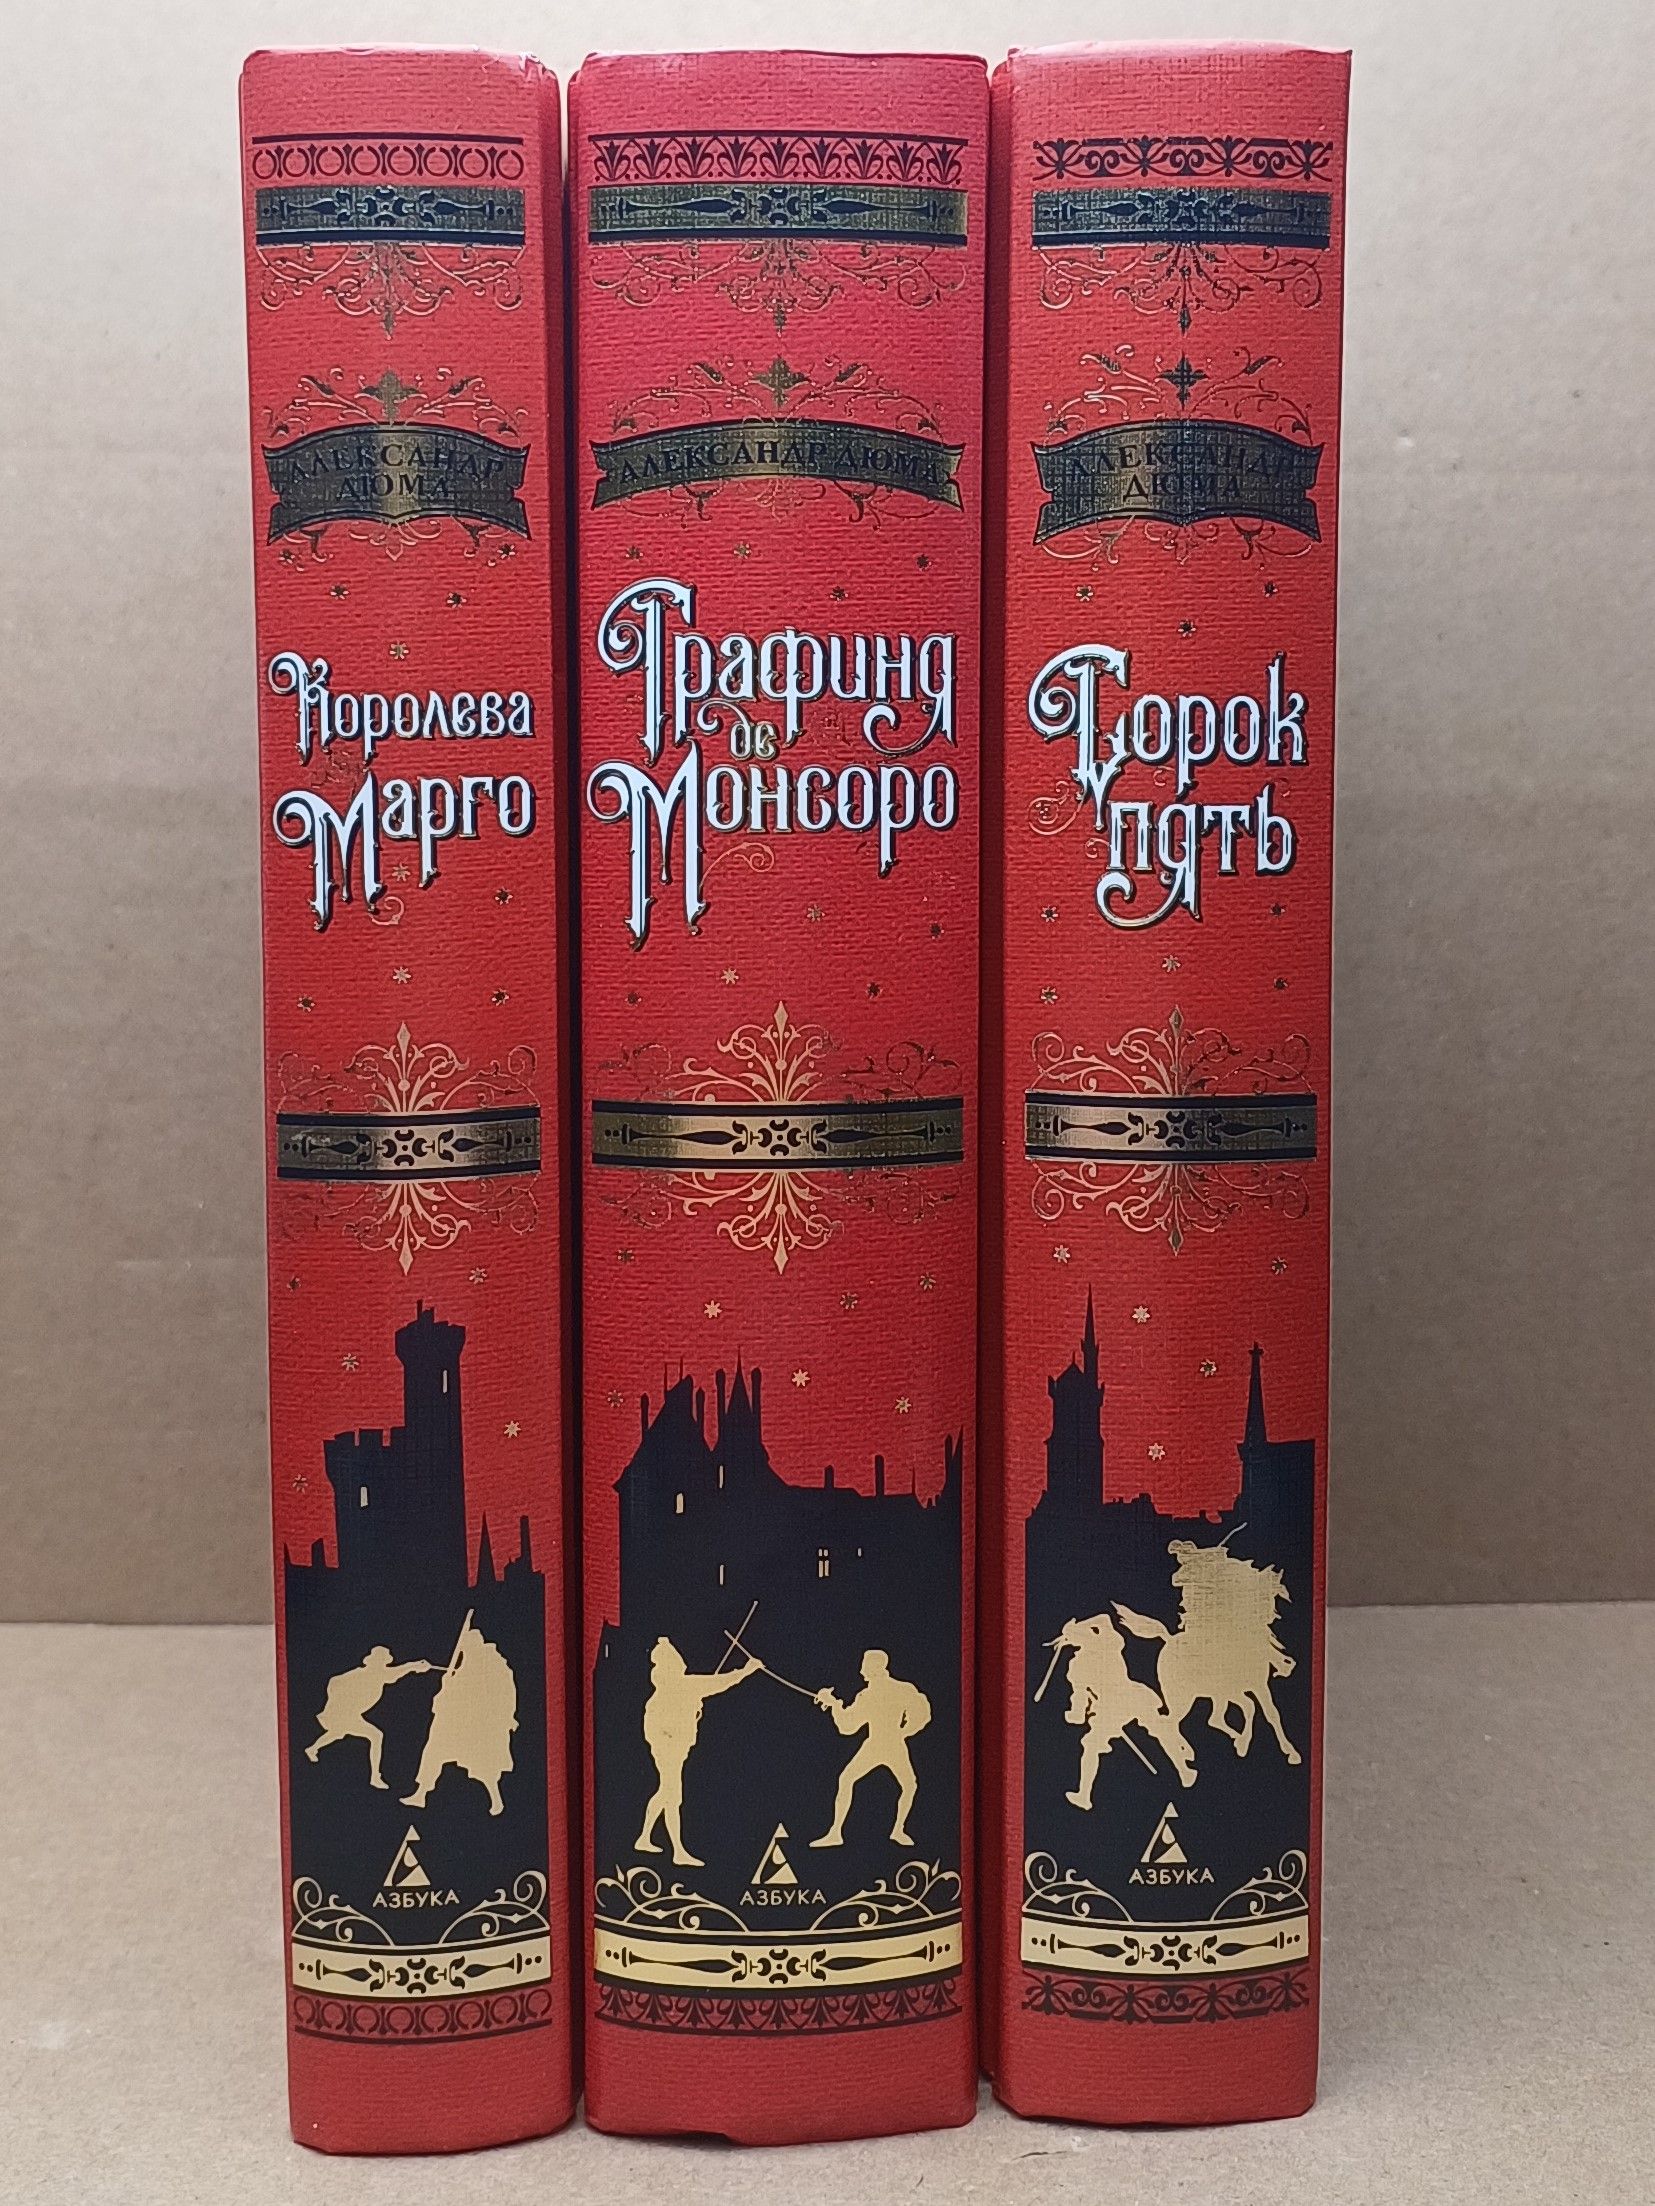 АЛЕКСАНДР
ДЮМА
Королева
Марго
АЗБУКА
АЛЕКСАНДР ДЮМА
Графиня
де
Монсоро
АЗБУКА
АЛЕКСАНДР
ДЮМА
Сорок
пять
АЗБУКА